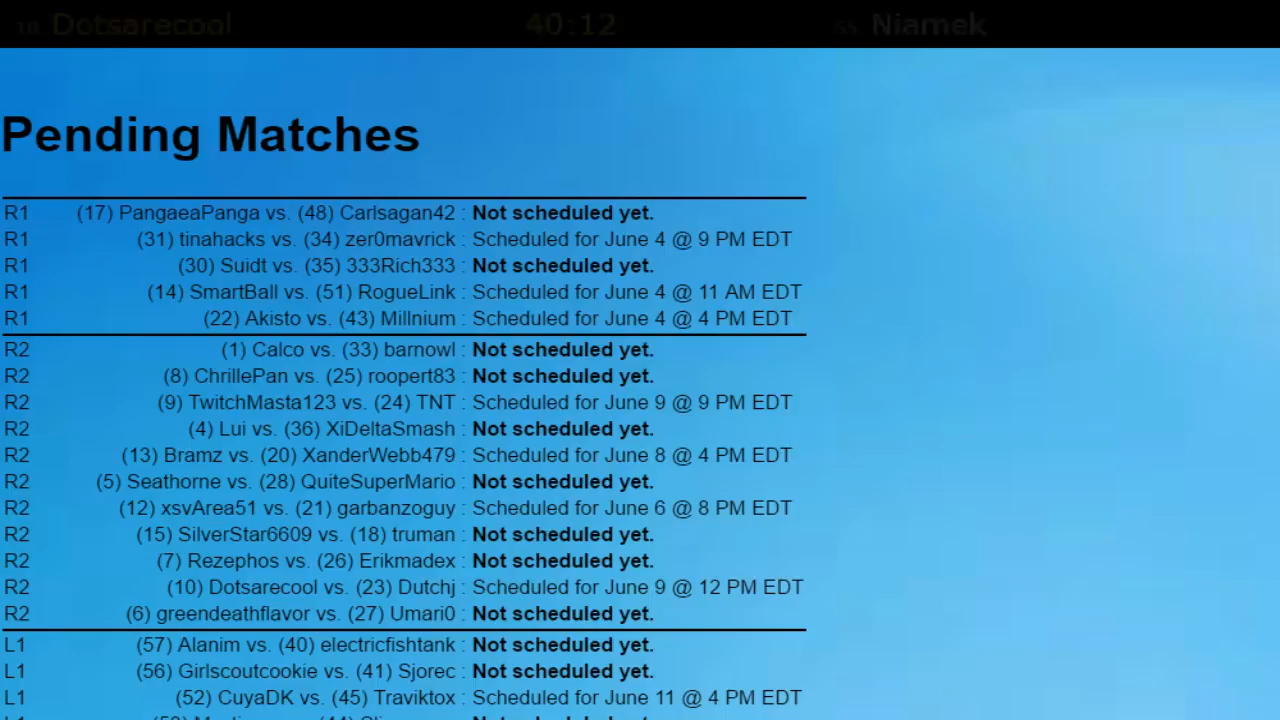 10. Dotsarecool 40:12 55. Niamek
Pending Matches
R1 (17) PangaeaPanga vs. (48) Carlsagan42 : Not scheduled yet.
R1 (31) tinahacks vs. (34) zer0mavrick : Scheduled for June 4 @ 9 PM EDT
R1 (30) Suidt vs. (35) 333Rich333 : Not scheduled yet.
R1 (14) SmartBall vs. (51) RogueLink : Scheduled for June 4 @ 11 AM EDT
R1 (22) Akisto vs. (43) Millnium : Scheduled for June 4 @ 4 PM EDT
R2 (1) Calco vs. (33) barnowl : Not scheduled yet.
R2 (8) ChrillePan vs. (25) roopert83 : Not scheduled yet.
R2 (9) TwitchMasta123 vs. (24) TNT : Scheduled for June 9 @ 9 PM EDT
R2 (4) Lui vs. (36) XiDeltaSmash : Not scheduled yet.
R2 (13) Bramz vs. (20) XanderWebb479 : Scheduled for June 8 @ 4 PM EDT
R2 (5) Seathorne vs. (28) QuiteSuperMario : Not scheduled yet.
R2 (12) xsvArea51 vs. (21) garbanzoguy : Scheduled for June 6 @ 8 PM EDT
R2 (15) SilverStar6609 vs. (18) truman : Not scheduled yet.
R2 (7) Rezephos vs. (26) Erikmadex : Not scheduled yet.
R2 (10) Dotsarecool vs. (23) Dutchj : Scheduled for June 9 @ 12 PM EDT
R2 (6) greendeathflavor vs. (27) Umari0 : Not scheduled yet.
L1 (57) Alanim vs. (40) electricfishtank : Not scheduled yet.
L1 (56) Girlscoutcookie vs. (41) Sjorec : Not scheduled yet.
L1 (52) CuyaDK vs. (45) Traviktox : Scheduled for June 11 @ 4 PM EDT